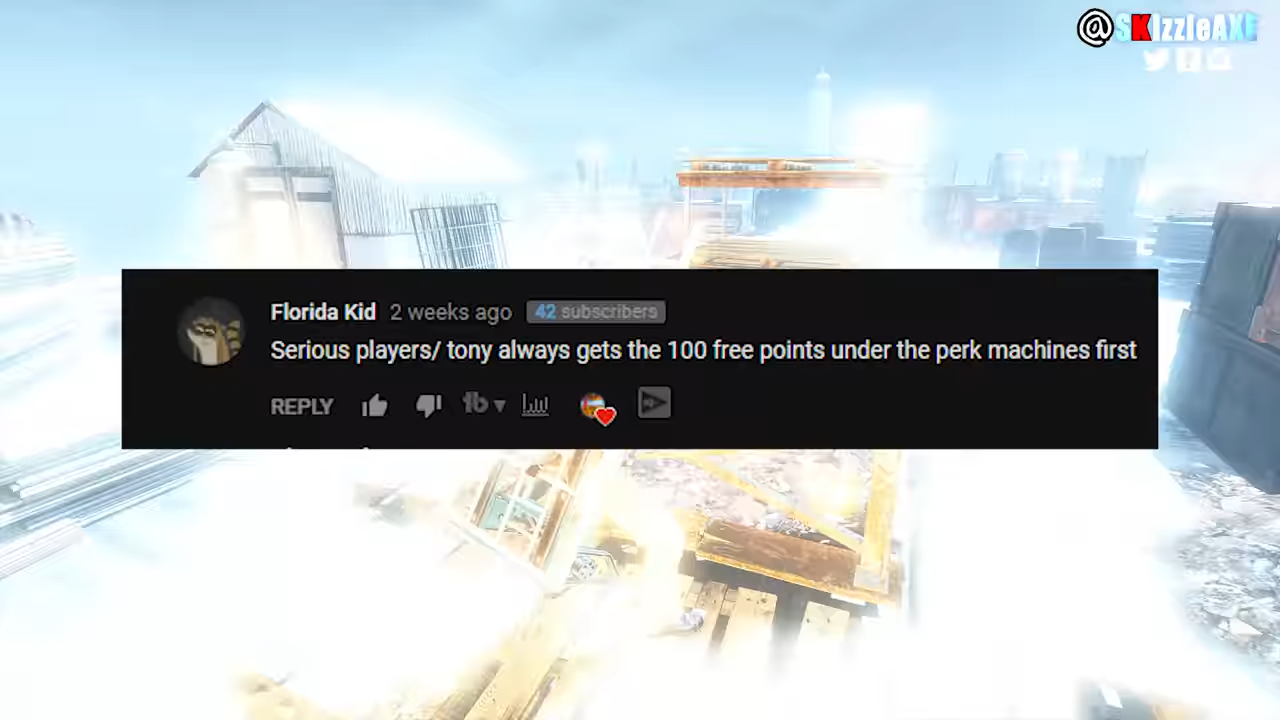 @SKIzzleAXE
Florida Kid 2 weeks ago 42 subscribers
Serious players/ tony always gets the 100 free points under the perk machines first
REPLY tb